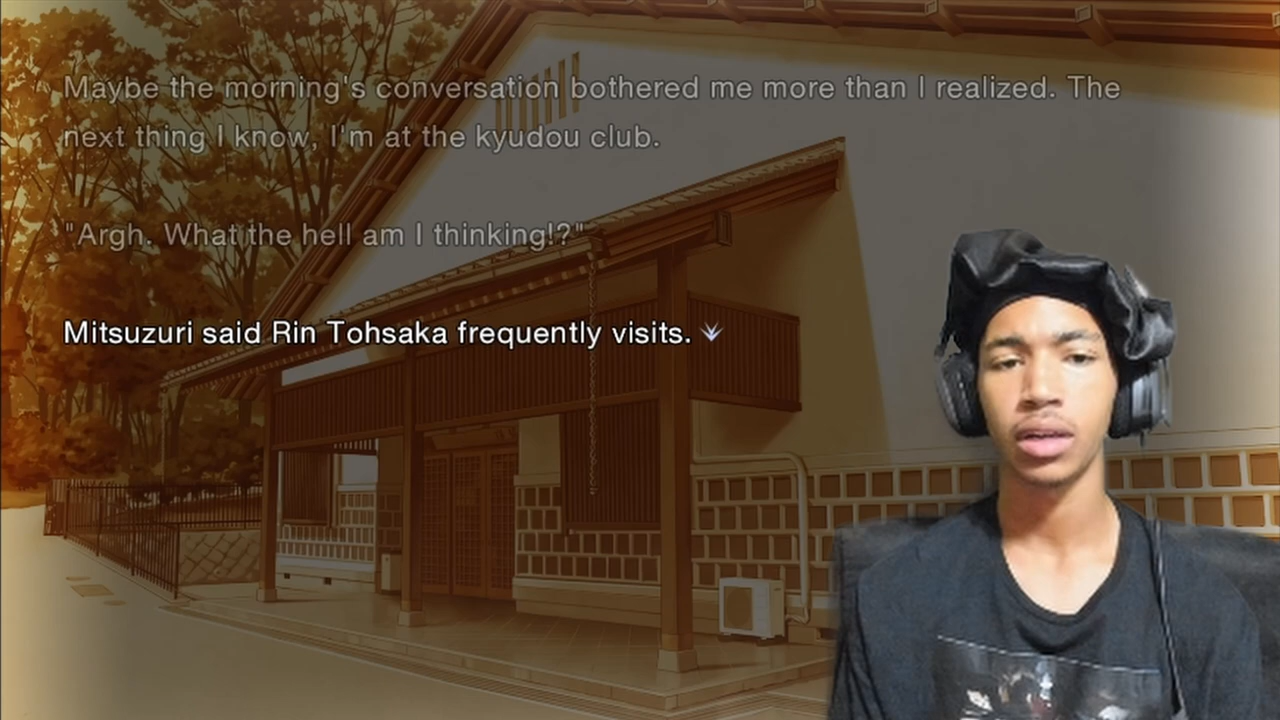 Maybe the morning's conversation bothered me more than I realized. The
next thing I know, I'm at the kyudou club.
"Argh. What the hell am I thinking!?"
Mitsuzuri said Rin Tohsaka frequently visits.